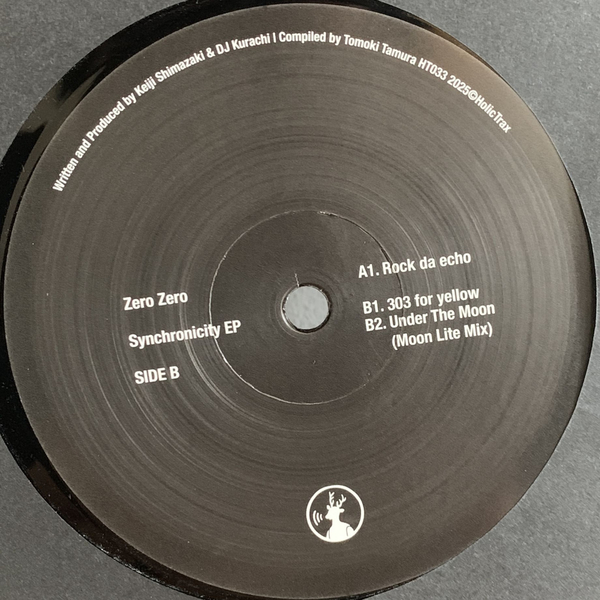 Written and Produced by Keiji Shimazaki & DJ Kurachi | Compiled by Tomoki Tamura HT033 2025©HolicTrax
Zero Zero
Synchronicity EP
SIDE B
A1. Rock da echo
B1. 303 for yellow
B2. Under The Moon
(Moon Lite Mix)